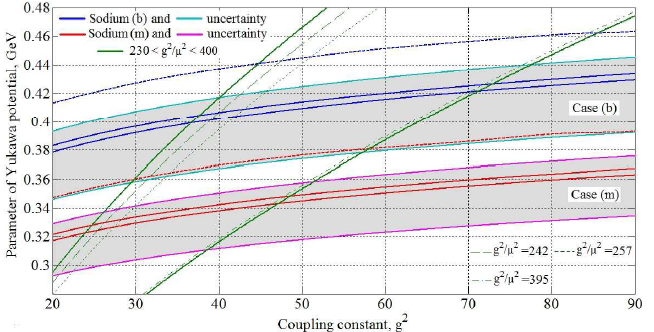 0.48
0.46
0.44
0.42
0.4
0.38
0.36
0.34
0.32
0.3
Parameter of Yukawa potential, GeV
Sodium (b) and uncertainty
Sodium (m) and uncertainty
230 < g²/μ² < 400
Case (b)
Case (m)
g²/μ² =242 g²/μ² =257
g²/μ² =395
20 30 40 50 60 70 80 90
Coupling constant, g²